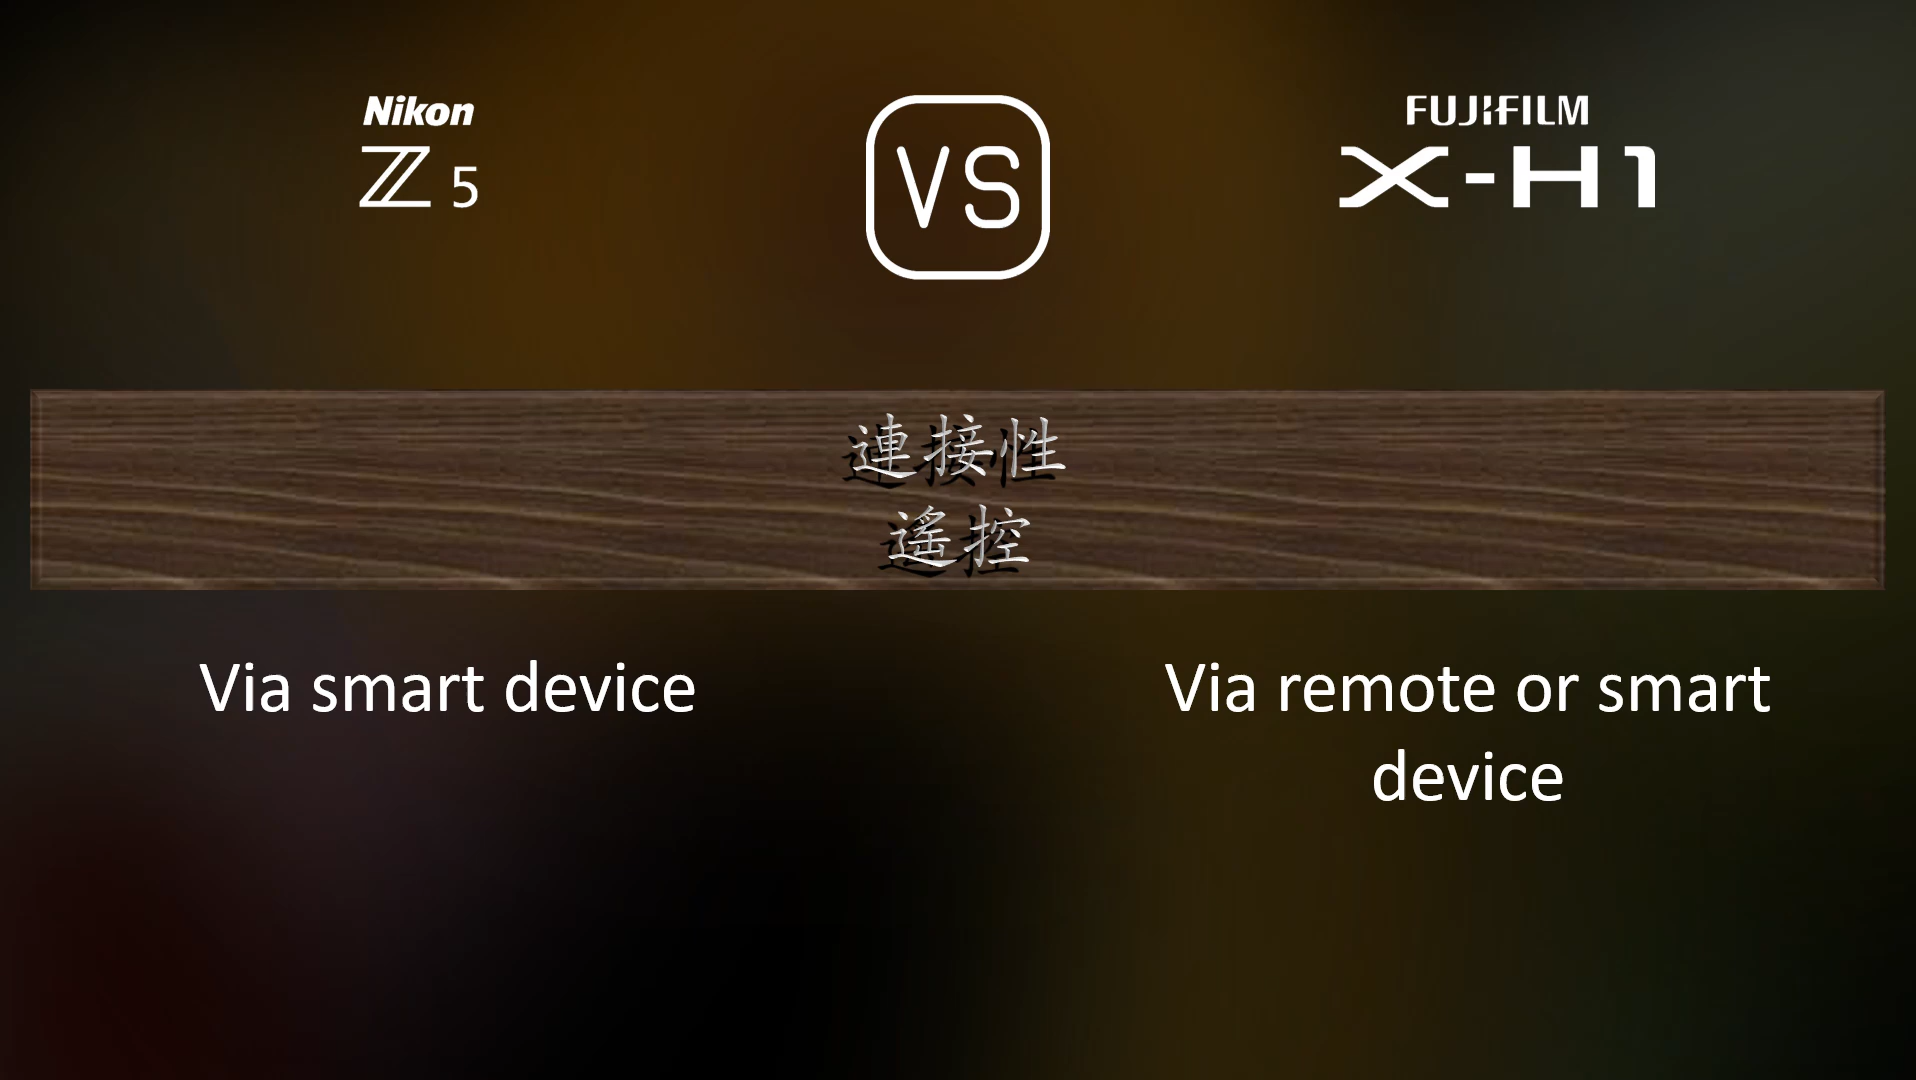 Nikon
Z 5
VS
FUJIFILM
X-H1
連接性
遙控
Via smart device
Via remote or smart
device